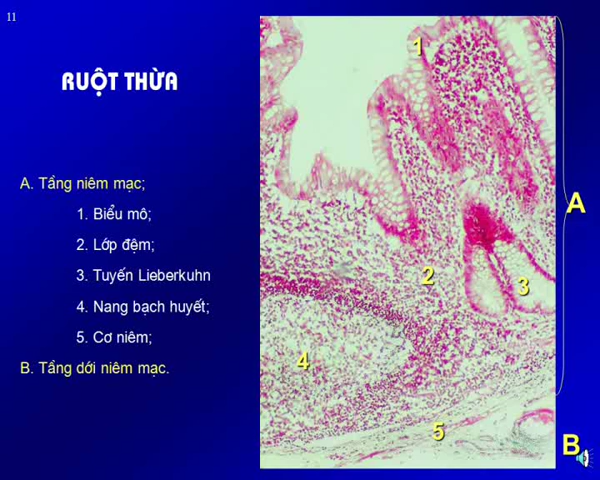 11
RUỘT THỪA
A. Tầng niêm mạc;
1. Biểu mô;
2. Lớp đệm;
3. Tuyến Lieberkuhn
4. Nang bạch huyết;
5. Cơ niêm;
B. Tầng dới niêm mạc.
1
A
2
3
4
5
B